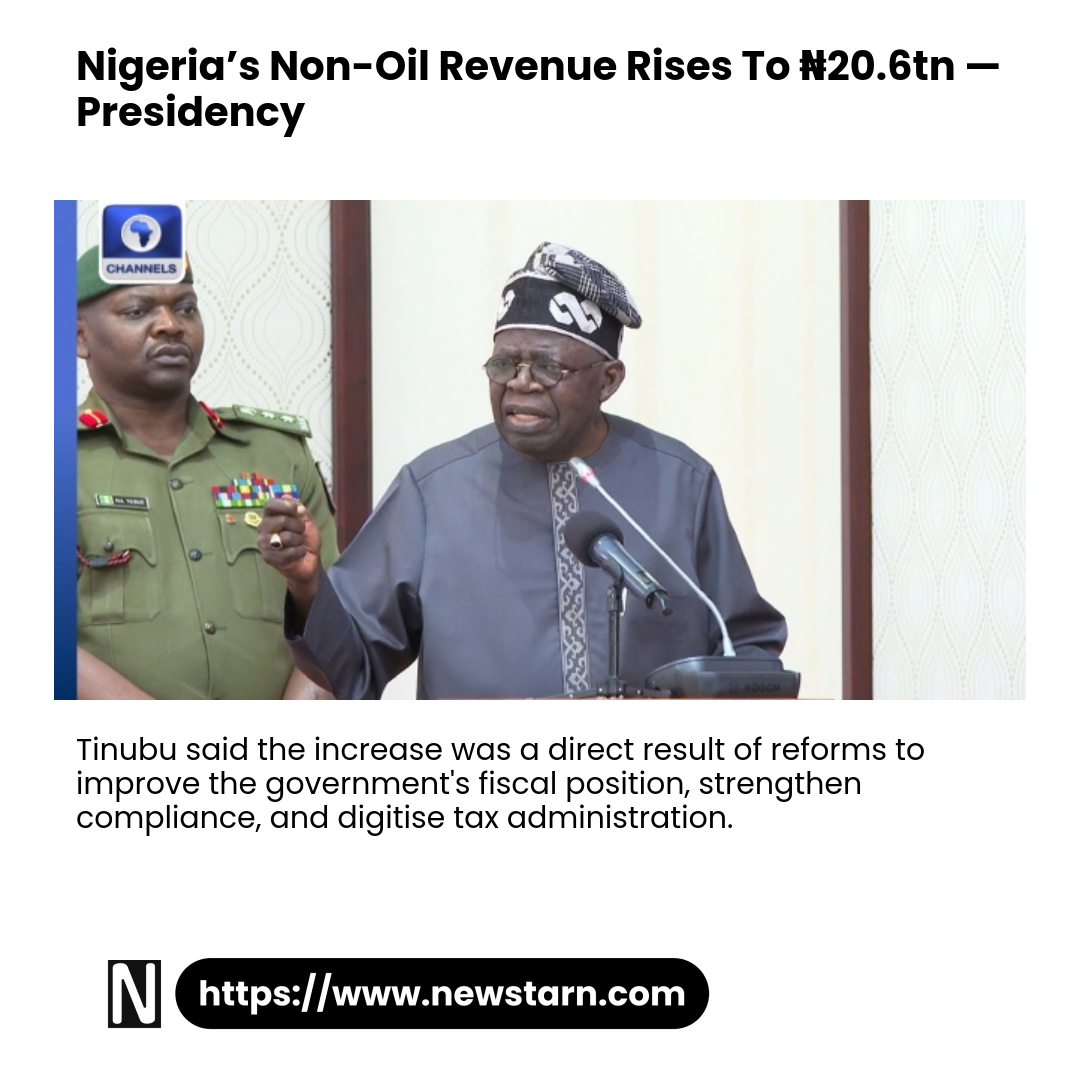 Nigeria’s Non-Oil Revenue Rises To ₦20.6tn —
Presidency
CHANNELS
BOSCH
Tinubu said the increase was a direct result of reforms to
improve the government's fiscal position, strengthen
compliance, and digitise tax administration.
N
https://www.newstarn.com